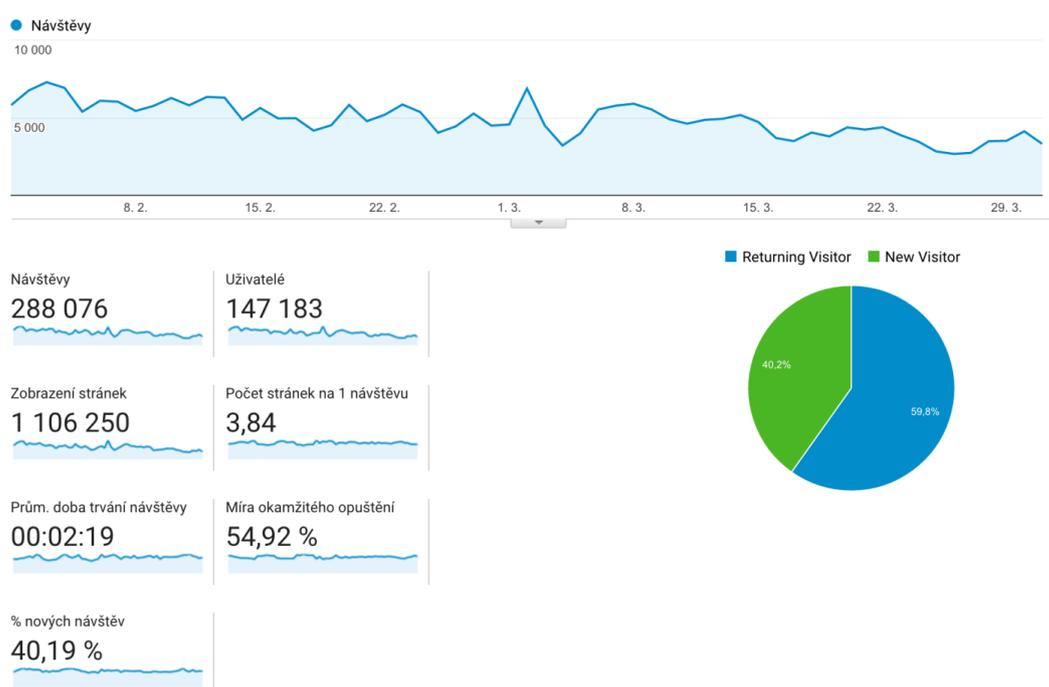 Návštěvy
10 000
5 000
8. 2.
15. 2.
22. 2.
1. 3.
8. 3.
15. 3.
22. 3.
29. 3.
Returning Visitor
New Visitor
40,2%
59,8%
Návštěvy
288 076
Uživatelé
147 183
Zobrazení stránek
1 106 250
Počet stránek na 1 návštěvu
3,84
Prům. doba trvání návštěvy
00:02:19
Míra okamžitého opuštění
54,92 %
% nových návštěv
40,19 %